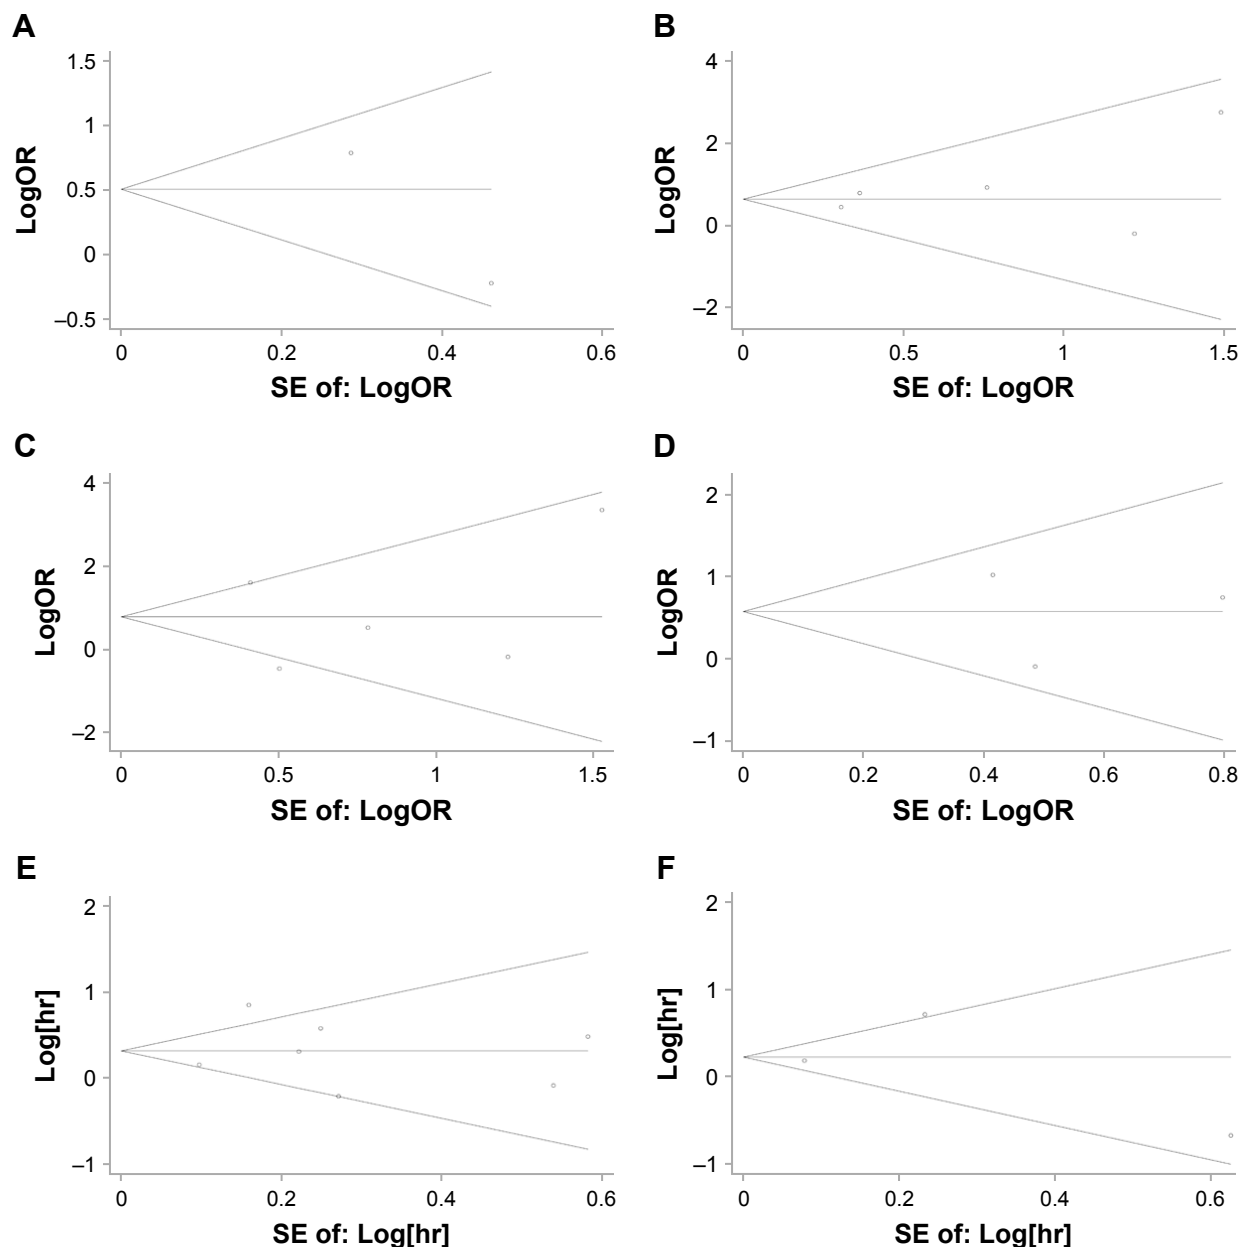 A
1.5
1
0.5
0
–0.5
LogOR
0 0.2 0.4 0.6
SE of: LogOR
B
4
2
0
–2
LogOR
0 0.5 1 1.5
SE of: LogOR
C
4
2
0
–2
LogOR
0 0.5 1 1.5
SE of: LogOR
D
2
1
0
–1
LogOR
0 0.2 0.4 0.6 0.8
SE of: LogOR
E
2
1
0
–1
Log[hr]
0 0.2 0.4 0.6
SE of: Log[hr]
F
2
1
0
–1
Log[hr]
0 0.2 0.4 0.6
SE of: Log[hr]